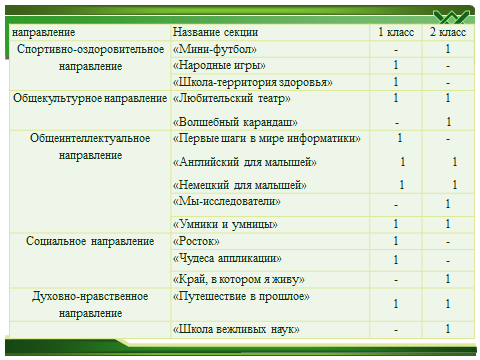 направление Название секции 1 класс 2 класс
Спортивно-оздоровительное «Мини-футбол» - 1
направление «Народные игры» 1 -
«Школа-территория здоровья» 1 -
Общекультурное направление «Любительский театр» 1 1
«Волшебный карандаш» - 1
Общеинтеллектуальное «Первые шаги в мире информатики» 1 -
направление «Английский для малышей» 1 1
«Немецкий для малышей» 1 1
«Мы-исследователи» - 1
«Умники и умницы» 1 1
Социальное направление «Росток» 1 -
«Чудеса аппликации» 1 -
«Край, в котором я живу» - 1
Духовно-нравственное «Путешествие в прошлое» 1 1
направление
«Школа вежливых наук» - 1